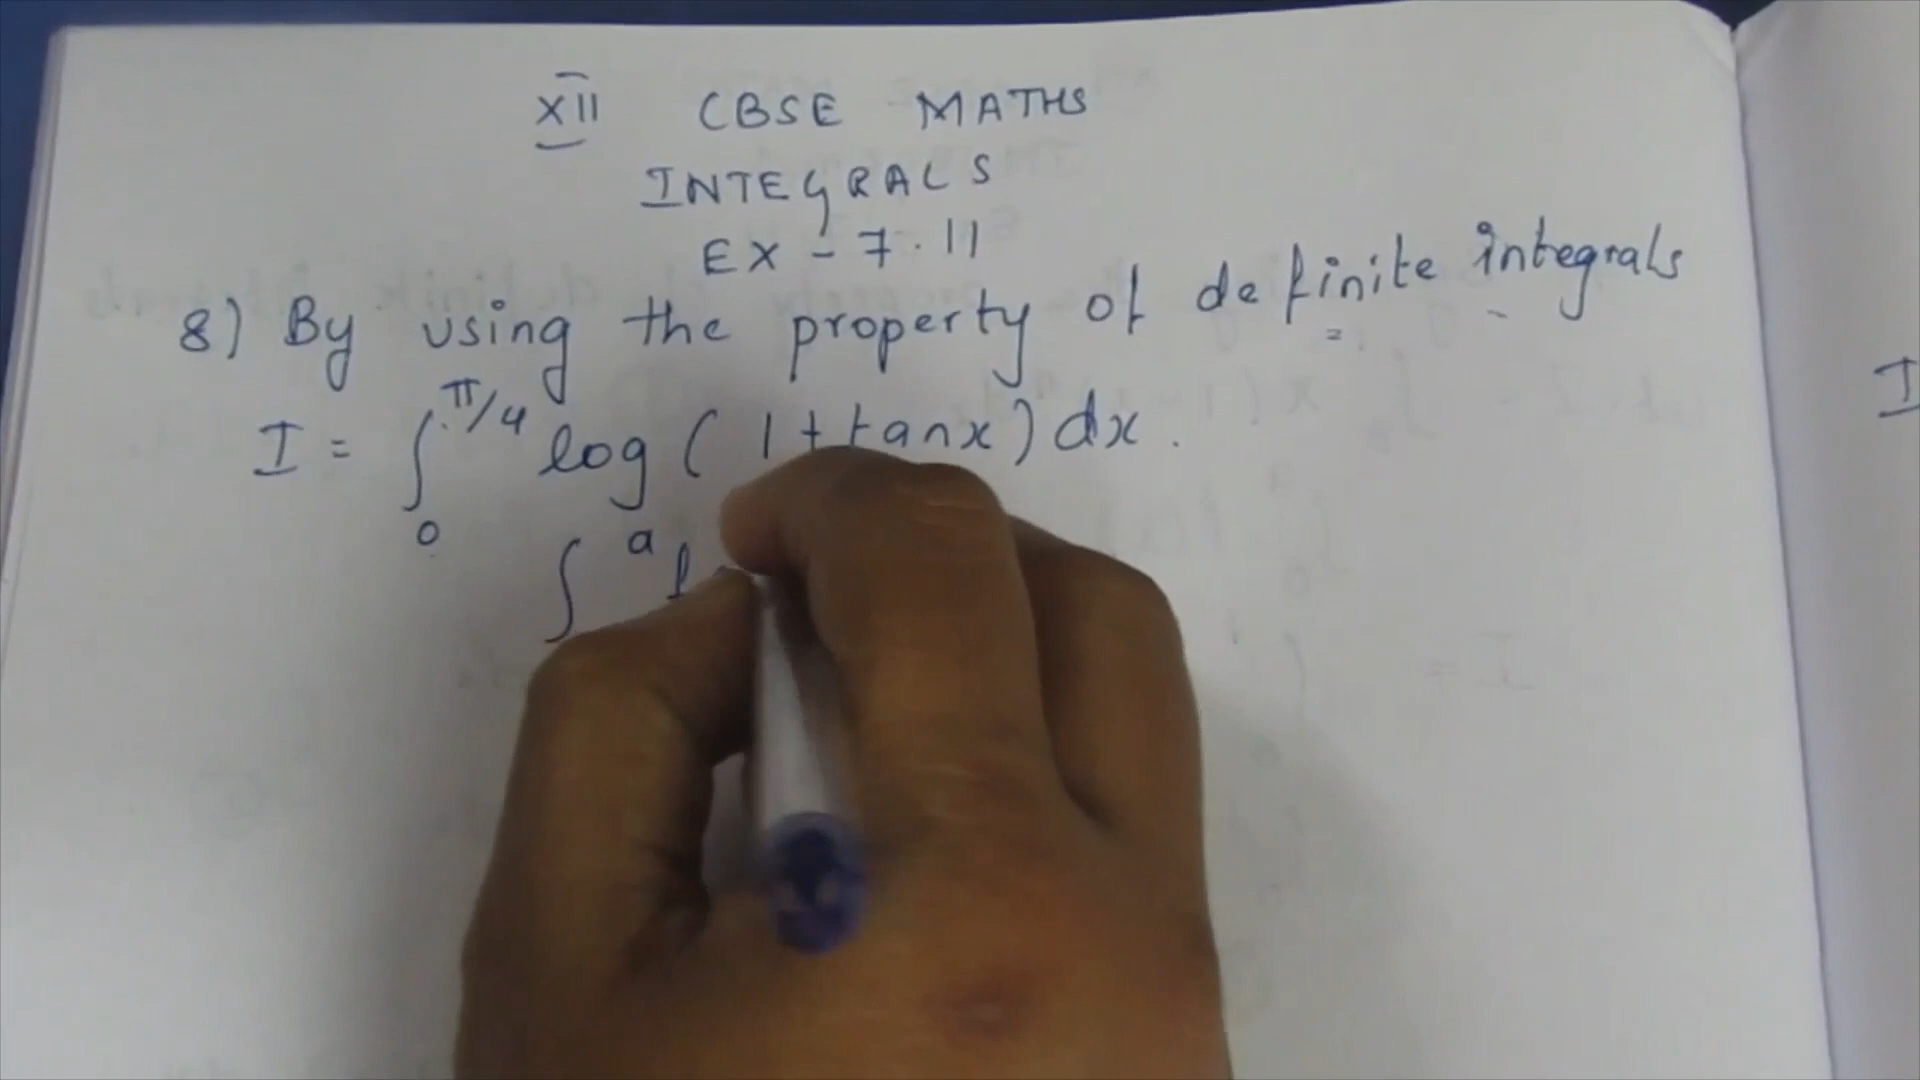 XII CBSE MATHS
INTEGRALS
EX - 7.11
8) By using the property of definite integrals
I = ∫₀^π/4 log (1 + tanx) dx.
∫ a f
I